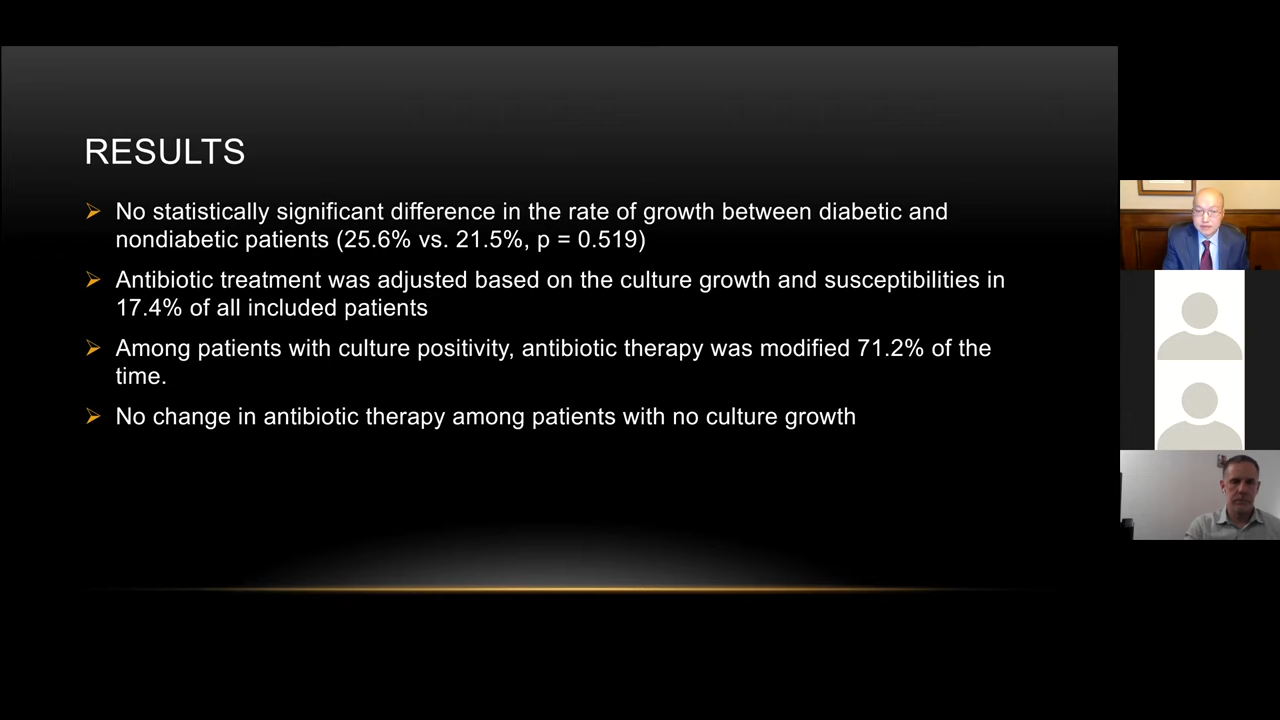 RESULTS
No statistically significant difference in the rate of growth between diabetic and
nondiabetic patients (25.6% vs. 21.5%, p = 0.519)
Antibiotic treatment was adjusted based on the culture growth and susceptibilities in
17.4% of all included patients
Among patients with culture positivity, antibiotic therapy was modified 71.2% of the
time.
No change in antibiotic therapy among patients with no culture growth